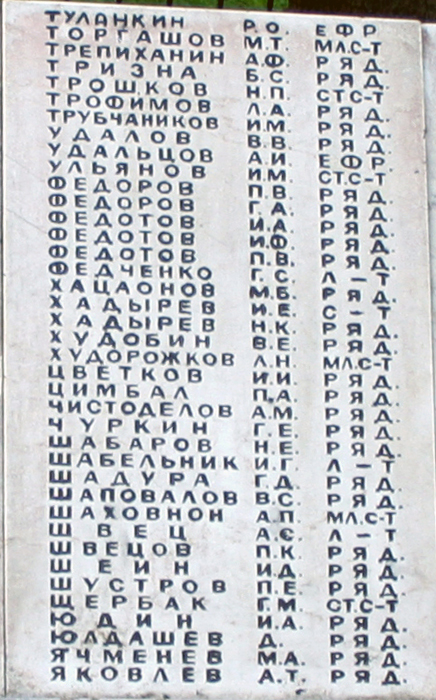 ТУЛАНКИН Р.О. ЕФР
ТОРГАШОВ М.Т. МЛ.С-Т
ТРЕПИХАНИН А.Ф. РЯД.
ТРИЗНА Б.С. РЯД.
ТРОШКОВ Н.П. СТ.С-Т
ТРОФИМОВ Л.А. РЯД.
ТРУБЧАНИКОВ И.М. РЯД.
УДАЛОВ В.В. РЯД.
УДАЛЬЦОВ А.И. ЕФР.
УЛЬЯНОВ И.М. СТ.С-Т
ФЕДОРОВ П.В. РЯД.
ФЕДОРОВ Г.А. РЯД.
ФЕДОТОВ И.А. РЯД.
ФЕДОТОВ И.Ф. РЯД.
ФЕДОТОВ П.В. РЯД.
ФЕДЧЕНКО Г.С. Л-Т
ХАЦАОНОВ М.Б. РЯД.
ХАДЫРЕВ И.Е. С-Т
ХАДЫРЕВ Н.К. РЯД.
ХУДОБИН В.Е. РЯД.
ХУДОРОЖКОВ Л.Н МЛ.С-Т
ЦВЕТКОВ И.И. РЯД.
ЦИМБАЛ П.А. РЯД.
ЧИСТОДЕЛОВ А.М. РЯД.
ЧУРКИН Г.Е. РЯД.
ШАБАРОВ Н.Е. РЯД.
ШАБЕЛЬНИК И.Г. Л-Т
ШАДУРА Г.Д. РЯД.
ШАПОВАЛОВ В.С РЯД.
ШАХОВНОН А.П. МЛ.С-Т
ШВЕЦ А.С. Л-Т
ШВЕЦОВ П.К. РЯД.
ШЕИН И.Д. РЯД.
ШУСТРОВ П.Е. РЯД.
ЩЕРБАК Г.М. СТ.С-Т
ЮДИН И.А. РЯД.
ЮЛДАШЕВ Д. РЯД.
ЯЧМЕНЕВ М.А. РЯД.
ЯКОВЛЕВ А.Т. РЯД.